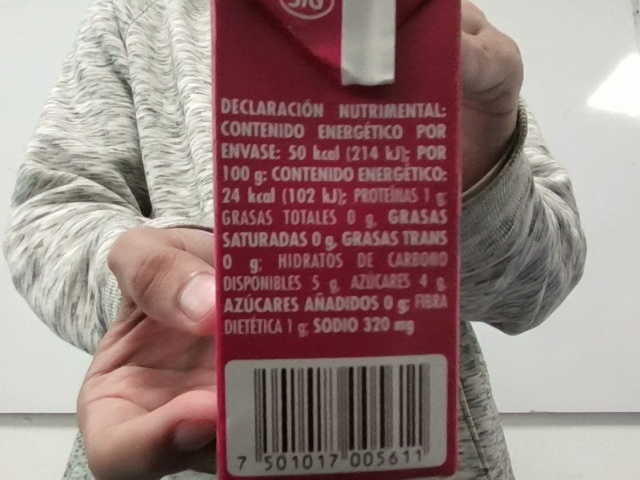 DECLARACIÓN NUTRIMENTAL:
CONTENIDO ENERGÉTICO POR
ENVASE: 50 kcal (214 kJ); POR
100 g: CONTENIDO ENERGÉTICO:
24 kcal (102 kJ); PROTEÍNAS 1 g;
GRASAS TOTALES 0 g, GRASAS
SATURADAS 0 g, GRASAS TRANS
0 g; HIDRATOS DE CARBONO
DISPONIBLES 5 g, AZÚCARES 4 g,
AZÚCARES AÑADIDOS 0 g; FIBRA
DIETÉTICA 1 g; SODIO 320 mg
7 501017 005611